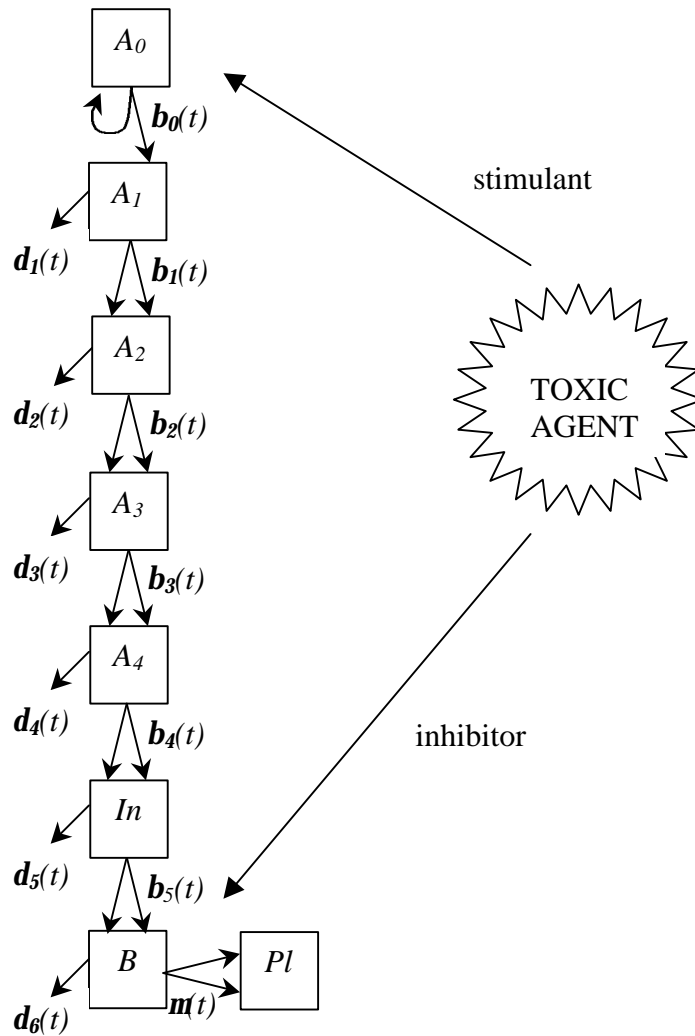 A₀
b₀(t)
stimulant
A₁
d₁(t)
b₁(t)
A₂
TOXIC
AGENT
d₂(t)
b₂(t)
A₃
d₃(t)
b₃(t)
A₄
d₄(t)
b₄(t)
inhibitor
In
d₅(t)
b₅(t)
B
Pl
m(t)
d₆(t)